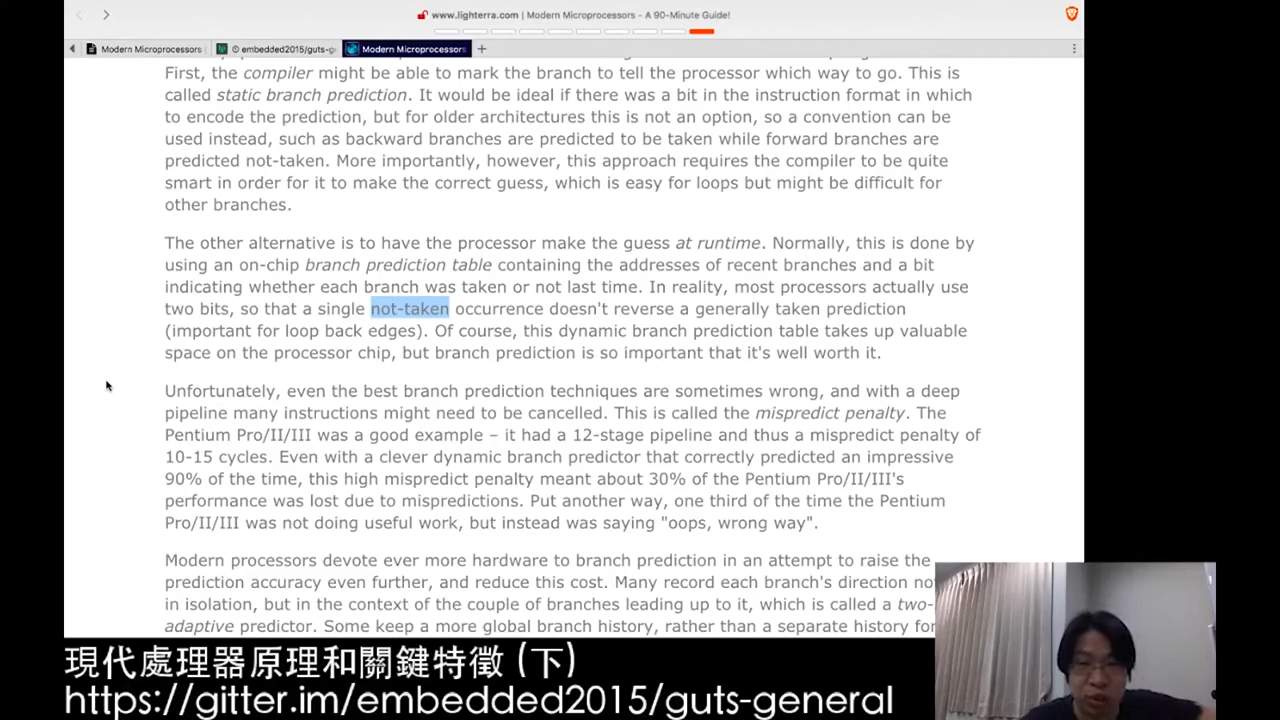 www.lighterra.com | Modern Microprocessors - A 90-Minute Guide!
Modern Microprocessors
embedded2015/guts-g
Modern Microprocessors
First, the compiler might be able to mark the branch to tell the processor which way to go. This is
called static branch prediction. It would be ideal if there was a bit in the instruction format in which
to encode the prediction, but for older architectures this is not an option, so a convention can be
used instead, such as backward branches are predicted to be taken while forward branches are
predicted not-taken. More importantly, however, this approach requires the compiler to be quite
smart in order for it to make the correct guess, which is easy for loops but might be difficult for
other branches.
The other alternative is to have the processor make the guess at runtime. Normally, this is done by
using an on-chip branch prediction table containing the addresses of recent branches and a bit
indicating whether each branch was taken or not last time. In reality, most processors actually use
two bits, so that a single not-taken occurrence doesn't reverse a generally taken prediction
(important for loop back edges). Of course, this dynamic branch prediction table takes up valuable
space on the processor chip, but branch prediction is so important that it's well worth it.
Unfortunately, even the best branch prediction techniques are sometimes wrong, and with a deep
pipeline many instructions might need to be cancelled. This is called the mispredict penalty. The
Pentium Pro/II/III was a good example – it had a 12-stage pipeline and thus a mispredict penalty of
10-15 cycles. Even with a clever dynamic branch predictor that correctly predicted an impressive
90% of the time, this high mispredict penalty meant about 30% of the Pentium Pro/II/III's
performance was lost due to mispredictions. Put another way, one third of the time the Pentium
Pro/II/III was not doing useful work, but instead was saying "oops, wrong way".
Modern processors devote ever more hardware to branch prediction in an attempt to raise the
prediction accuracy even further, and reduce this cost. Many record each branch's direction no
in isolation, but in the context of the couple of branches leading up to it, which is called a two-
adaptive predictor. Some keep a more global branch history, rather than a separate history for
現代處理器原理和關鍵特徵 (下)
https://gitter.im/embedded2015/guts-general